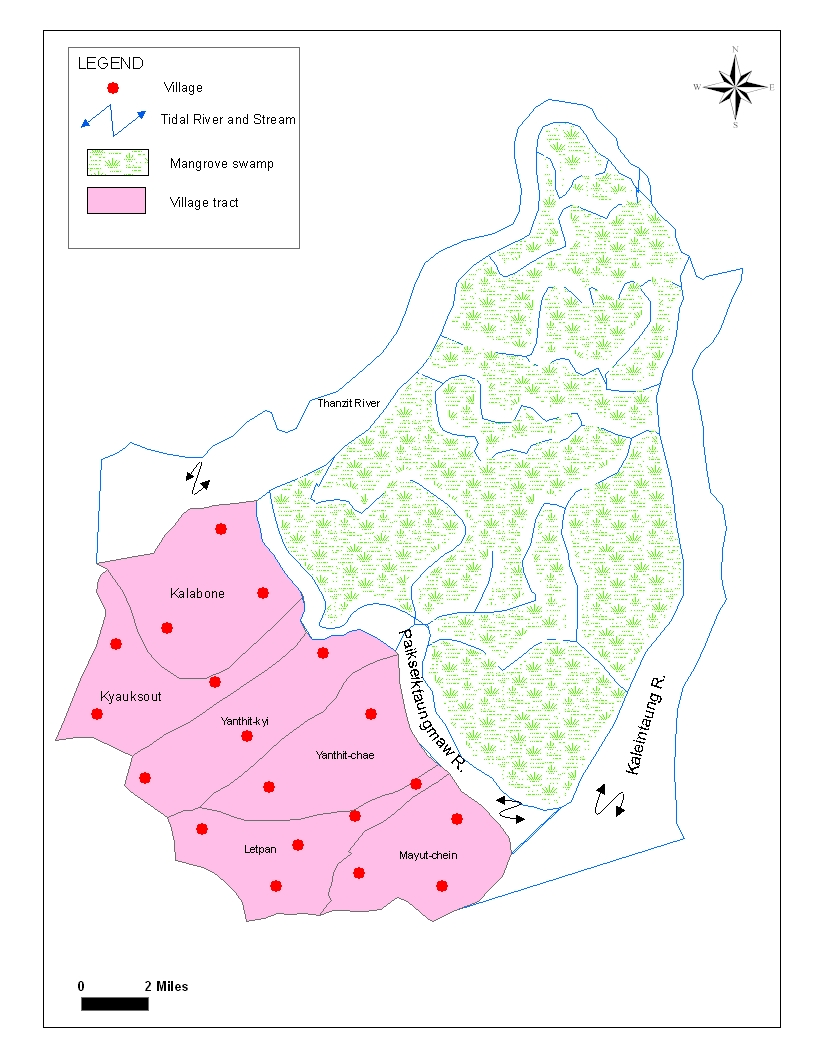 LEGEND
Village
Tidal River and Stream
Mangrove swamp
Village tract
N
W E
S
Thanzit River
Kalabone
Kyauksout
Yanthit-kyi
Yanthit-chae
Letpan
Mayut-chein
Paikseikfaungmaw R.
Kaleintaung R.
0 2 Miles